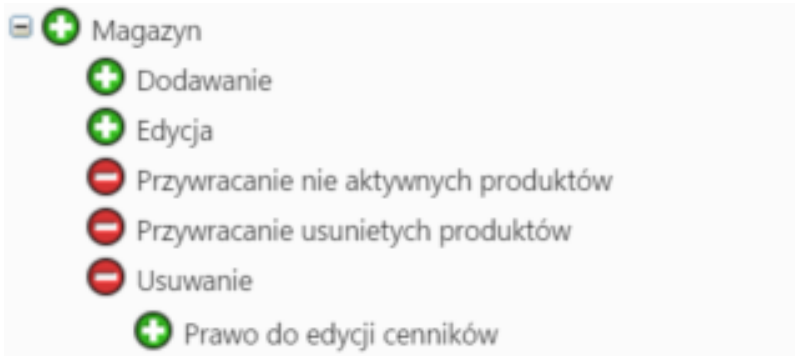 Magazyn
Dodawanie
Edycja
Przywracanie nie aktywnych produktów
Przywracanie usunietych produktów
Usuwanie
Prawo do edycji cenników